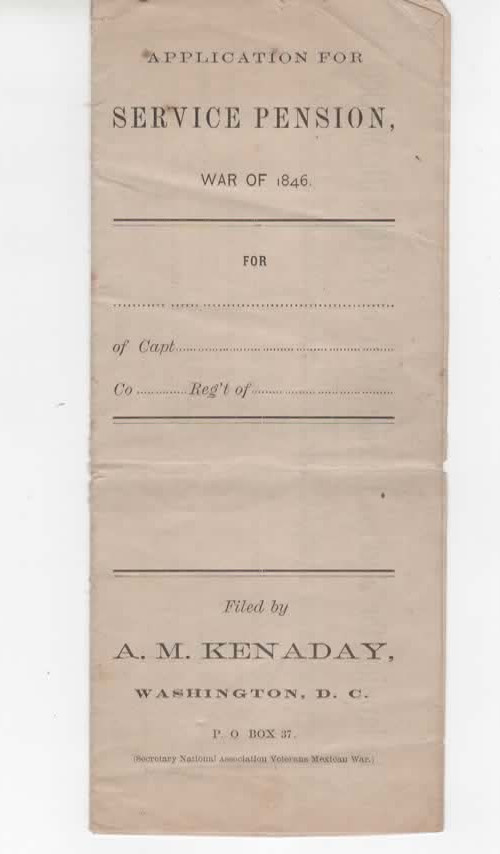 APPLICATION FOR
SERVICE PENSION,
WAR OF 1846.
FOR
of Capt
Co Reg't of
Filed by
A. M. KENADAY,
WASHINGTON, D. C.
P. O BOX 37.
(Secretary National Association Veterans Mexican War.)